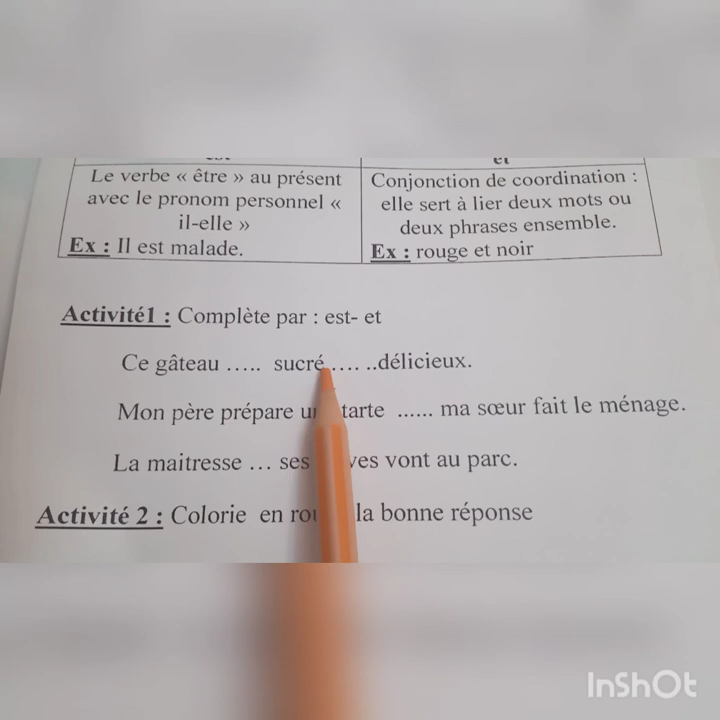 et
Le verbe « être » au présent
avec le pronom personnel «
il-elle »
Ex : Il est malade.
Conjonction de coordination :
elle sert à lier deux mots ou
deux phrases ensemble.
Ex : rouge et noir
Activité1 : Complète par : est- et
Ce gâteau ..... sucré.... ..délicieux.
Mon père prépare tarte ...... ma sœur fait le ménage.
La maitresse ... ses vont au parc.
Activité 2 : Colorie en la bonne réponse
InShOt